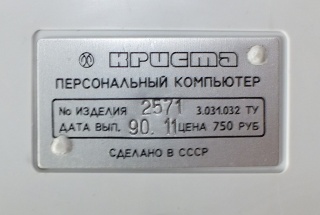 КРИСТА
ПЕРСОНАЛЬНЫЙ КОМПЬЮТЕР
No ИЗДЕЛИЯ 2571 3.031.032 ТУ
ДАТА ВЫП. 90. 11 ЦЕНА 750 РУБ
СДЕЛАНО В СССР